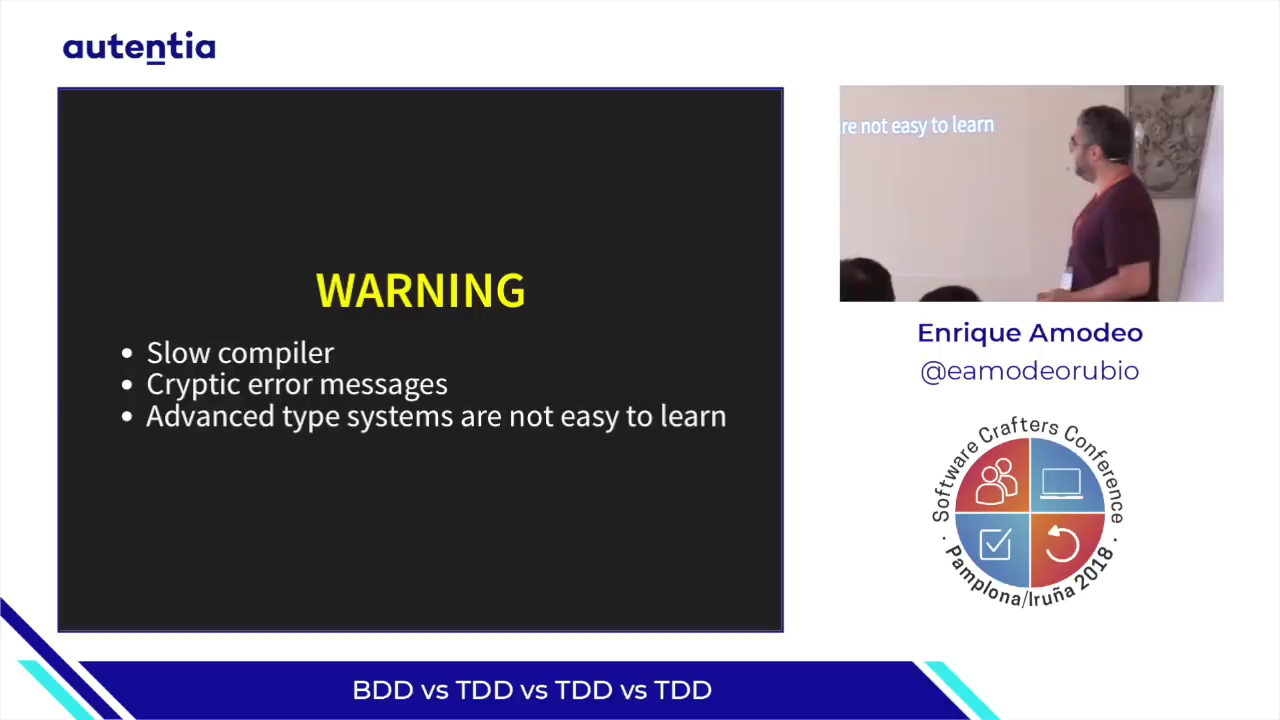 autentia
WARNING
• Slow compiler
• Cryptic error messages
• Advanced type systems are not easy to learn
re not easy to learn
Enrique Amodeo
@eamodeorubio
Software Crafters Conference
· Pamplona/Iruña 2018 ·
BDD vs TDD vs TDD vs TDD